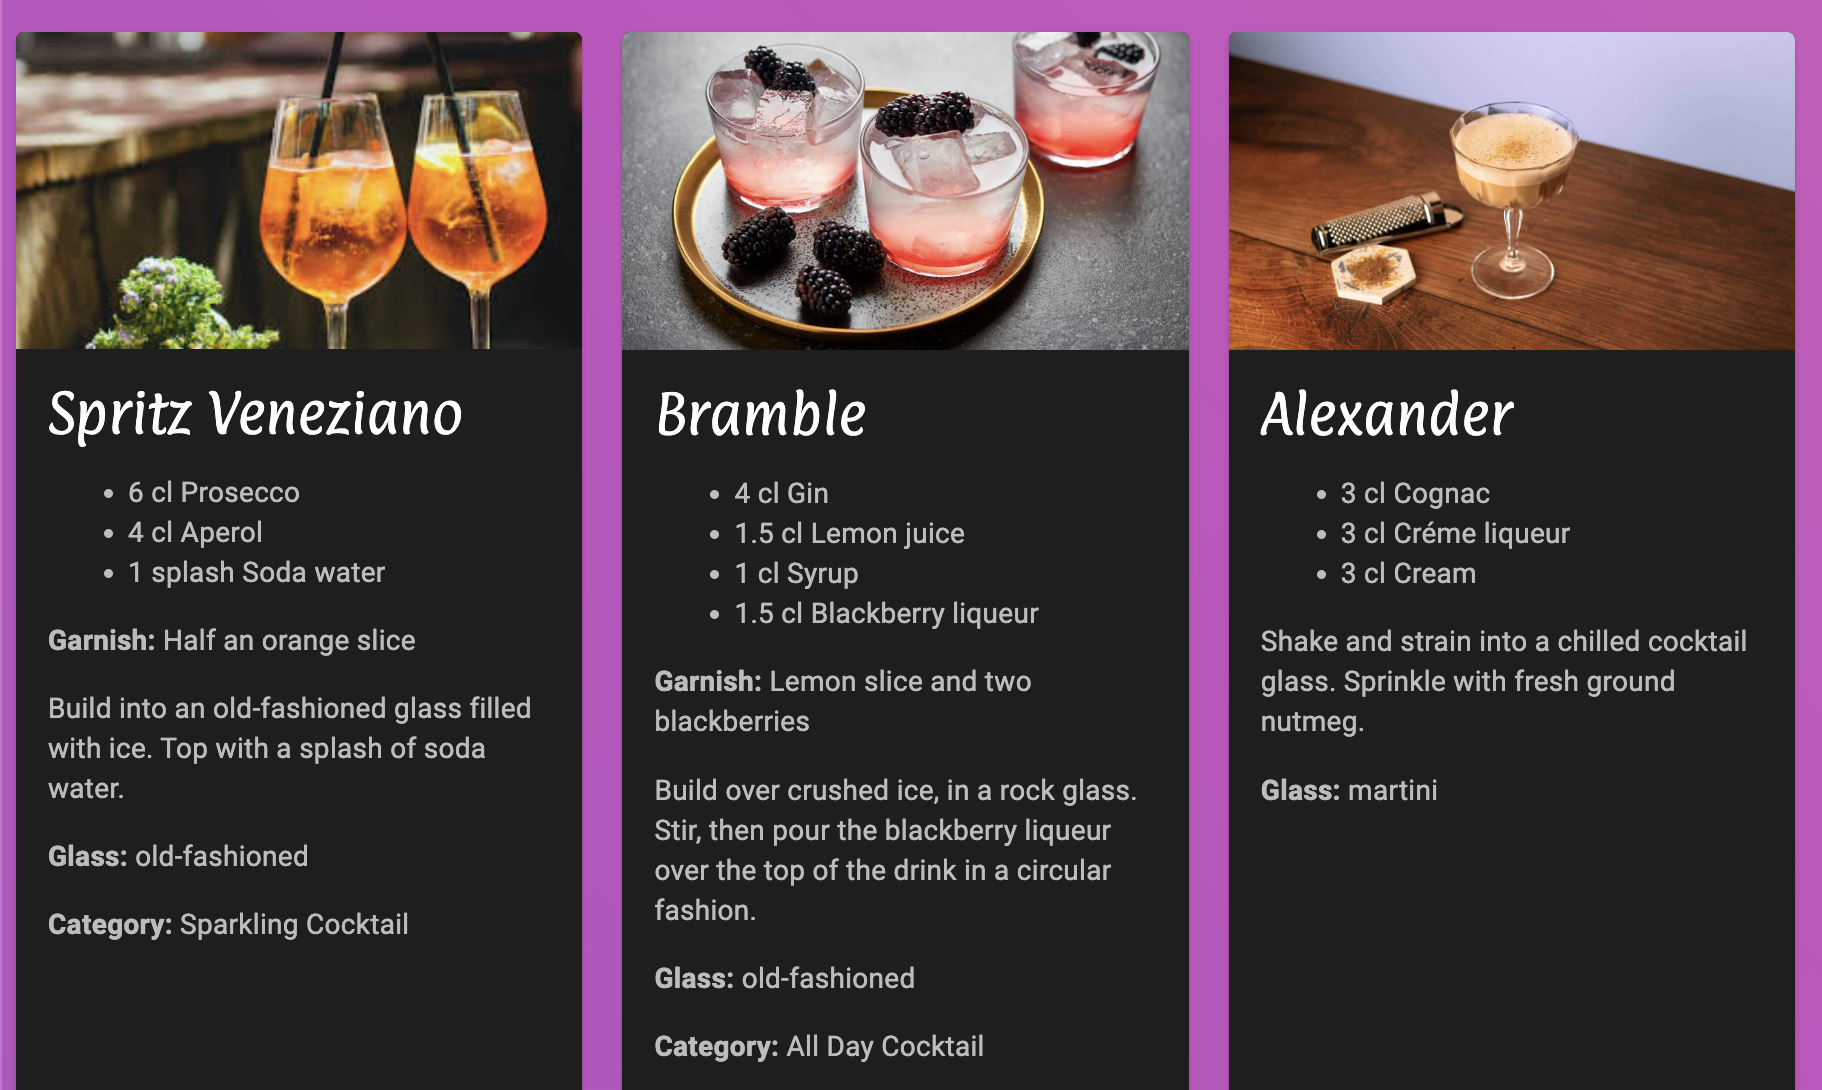 Spritz Veneziano
6 cl Prosecco
4 cl Aperol
1 splash Soda water
Garnish: Half an orange slice
Build into an old-fashioned glass filled
with ice. Top with a splash of soda
water.
Glass: old-fashioned
Category: Sparkling Cocktail
Bramble
4 cl Gin
1.5 cl Lemon juice
1 cl Syrup
1.5 cl Blackberry liqueur
Garnish: Lemon slice and two
blackberries
Build over crushed ice, in a rock glass.
Stir, then pour the blackberry liqueur
over the top of the drink in a circular
fashion.
Glass: old-fashioned
Category: All Day Cocktail
Alexander
3 cl Cognac
3 cl Créme liqueur
3 cl Cream
Shake and strain into a chilled cocktail
glass. Sprinkle with fresh ground
nutmeg.
Glass: martini